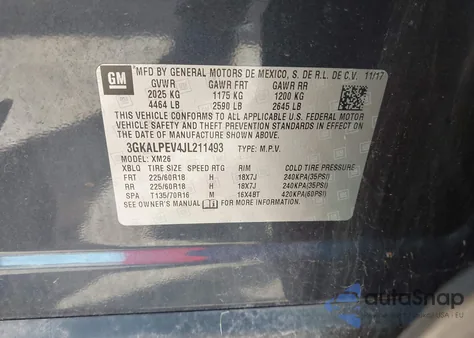 GM
MFD BY GENERAL MOTORS DE MEXICO, S. DE R.L. DE C.V. 11/17
GVWR GAWR FRT GAWR RR
2025 KG 1175 KG 1200 KG
4464 LB 2590 LB 2645 LB
THIS VEHICLE CONFORMS TO ALL APPLICABLE
U.S. FEDERAL MOTOR VEHICLE SAFETY, BUMPER,
AND THEFT PREVENTION STANDARDS IN EFFECT ON THE
DATE OF MANUFACTURE SHOWN ABOVE.
3GKALPEV4JL211493 TYPE: M.P.V.
MODEL: XM26
XBLQ TIRE SIZE SPEED RTG RIM COLD TIRE PRESSURE
FRT 225/60R18 H 18X7J 240KPA(35PSI)
RR 225/60R18 H 18X7J 240KPA(35PSI)
SPA T135/70R16 M 16X4BT 420KPA(60PSI)
SEE OWNER'S MANUAL FOR MORE INFORMATION
autoSnap